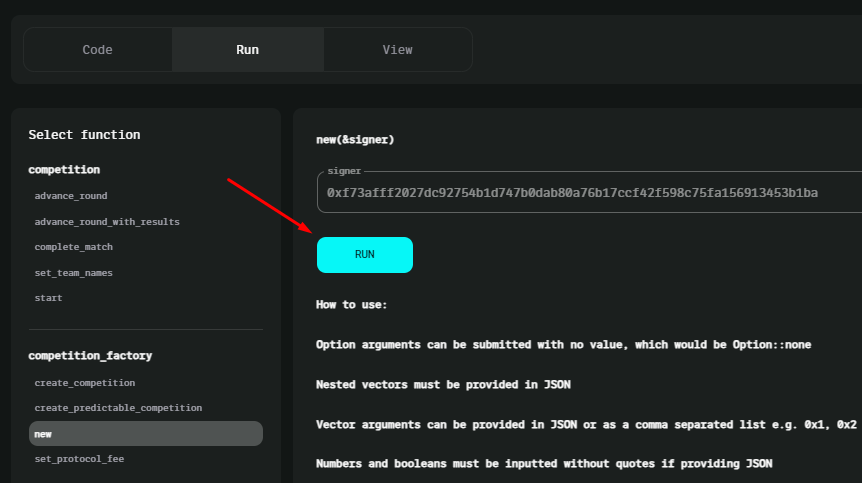 Code
Run
View
Select function
competition
advance_round
advance_round_with_results
complete_match
set_team_names
start
competition_factory
create_competition
create_predictable_competition
new
set_protocol_fee
new(&signer)
signer
0xf73afff2027dc92754b1d747b0dab80a76b17ccf42f598c75fa156913453b1ba
RUN
How to use:
Option arguments can be submitted with no value, which would be Option::none
Nested vectors must be provided in JSON
Vector arguments can be provided in JSON or as a comma separated list e.g. 0x1, 0x2
Numbers and booleans must be inputted without quotes if providing JSON